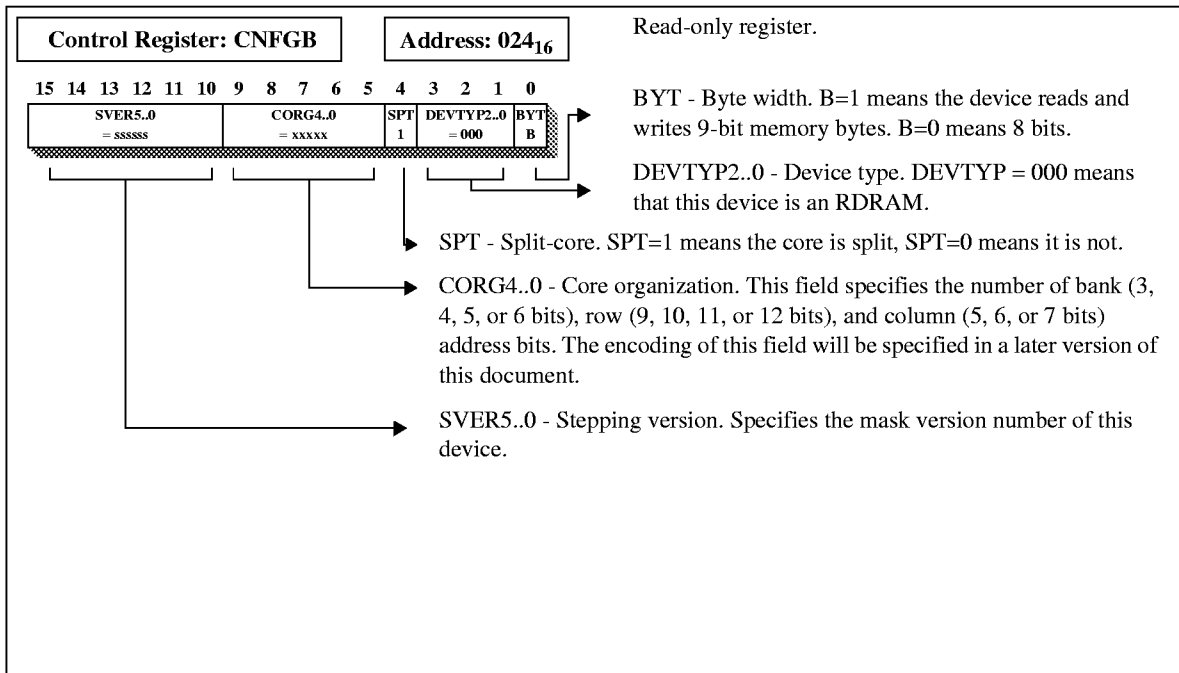 Control Register: CNFGB
Address: 024₁₆
Read-only register.
15 14 13 12 11 10 9 8 7 6 5 4 3 2 1 0
SVER5..0 CORG4..0 SPT DEVTYP2..0 BYT
= ssssss = xxxxx 1 = 000 B
BYT - Byte width. B=1 means the device reads and
writes 9-bit memory bytes. B=0 means 8 bits.
DEVTYP2..0 - Device type. DEVTYP = 000 means
that this device is an RDRAM.
SPT - Split-core. SPT=1 means the core is split, SPT=0 means it is not.
CORG4..0 - Core organization. This field specifies the number of bank (3,
4, 5, or 6 bits), row (9, 10, 11, or 12 bits), and column (5, 6, or 7 bits)
address bits. The encoding of this field will be specified in a later version of
this document.
SVER5..0 - Stepping version. Specifies the mask version number of this
device.